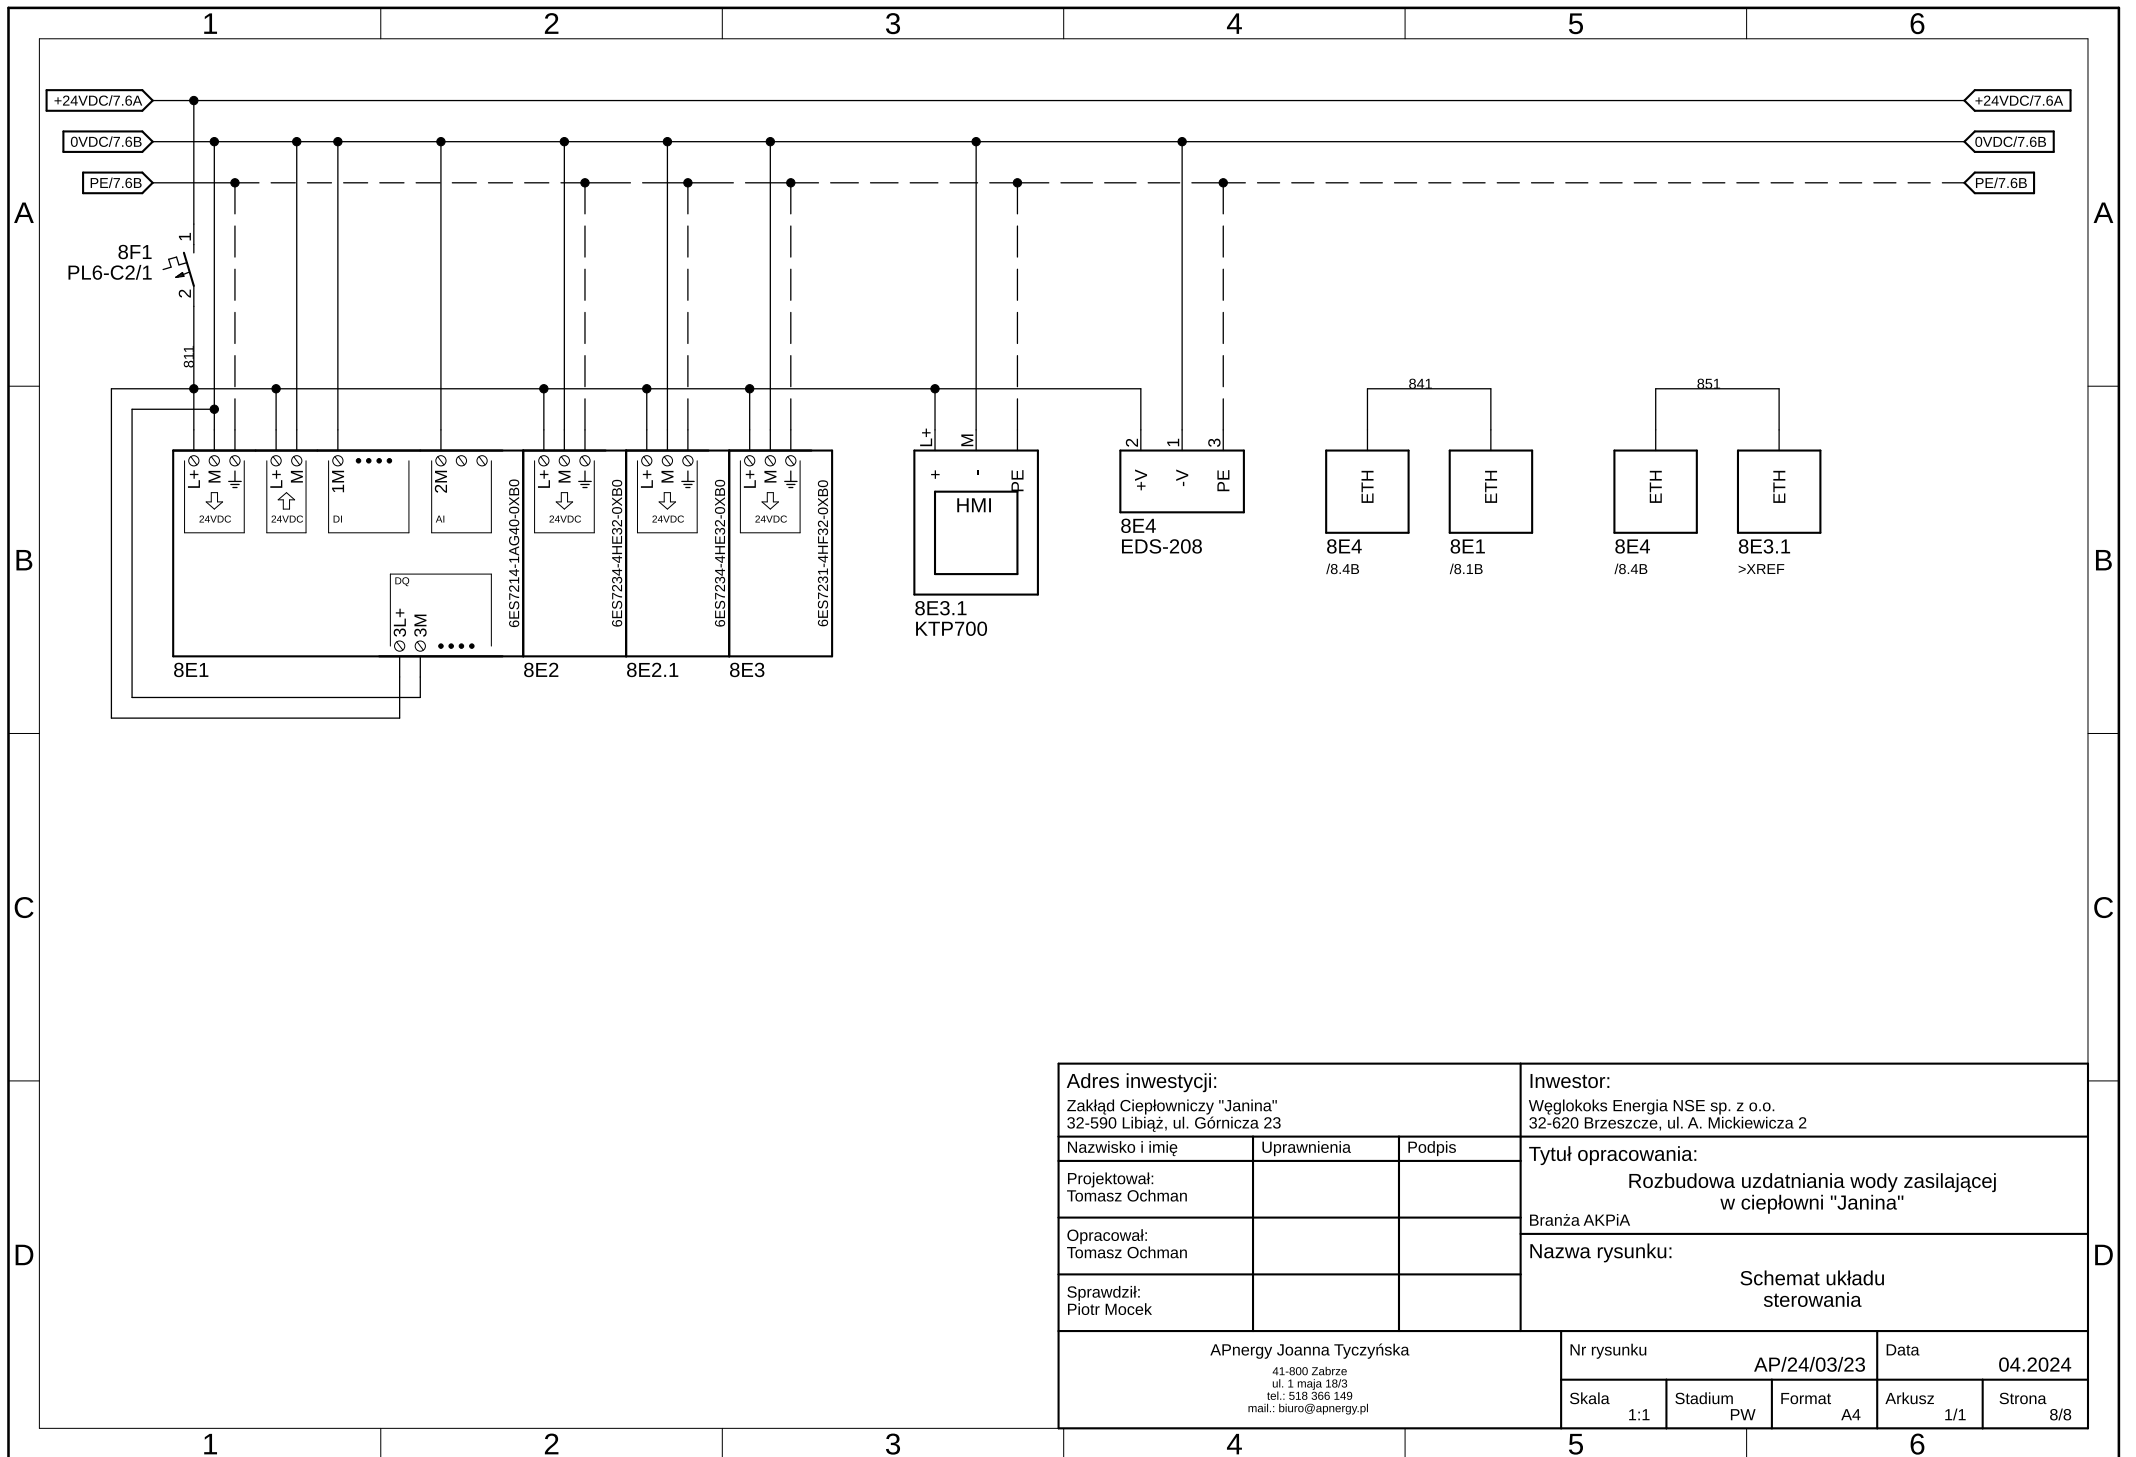 1 2 3 4 5 6
+24VDC/7.6A +24VDC/7.6A
0VDC/7.6B 0VDC/7.6B
PE/7.6B PE/7.6B
A A
1
8F1
PL6-C2/1
2
811
841 851
L+ M 2 1 3
L+ M L+ M 1M 2M L+ M L+ M L+ M
24VDC 24VDC DI AI 24VDC 24VDC 24VDC
6ES7214-1AG40-0XB0
6ES7234-4HE32-0XB0
6ES7234-4HE32-0XB0
6ES7231-4HF32-0XB0
+ - PE
HMI
+V -V PE
ETH ETH ETH ETH
8E4
EDS-208
8E4 8E1 8E4 8E3.1
/8.4B /8.1B /8.4B >XREF
B B
DQ
3L+ 3M
8E3.1
KTP700
8E1 8E2 8E2.1 8E3
C C
Adres inwestycji:
Zakłąd Ciepłowniczy "Janina"
32-590 Libiąż, ul. Górnicza 23
Inwestor:
Węglokoks Energia NSE sp. z o.o.
32-620 Brzeszcze, ul. A. Mickiewicza 2
Nazwisko i imię Uprawnienia Podpis
Projektował:
Tomasz Ochman
Opracował:
Tomasz Ochman
Sprawdził:
Piotr Mocek
Tytuł opracowania:
Rozbudowa uzdatniania wody zasilającej
w ciepłowni "Janina"
Branża AKPiA
Nazwa rysunku:
Schemat układu
sterowania
D D
APnergy Joanna Tyczyńska
41-800 Zabrze
ul. 1 maja 18/3
tel.: 518 366 149
mail.: biuro@apnergy.pl
Nr rysunku
AP/24/03/23
Data
04.2024
Skala
1:1
Stadium
PW
Format
A4
Arkusz
1/1
Strona
8/8
1 2 3 4 5 6